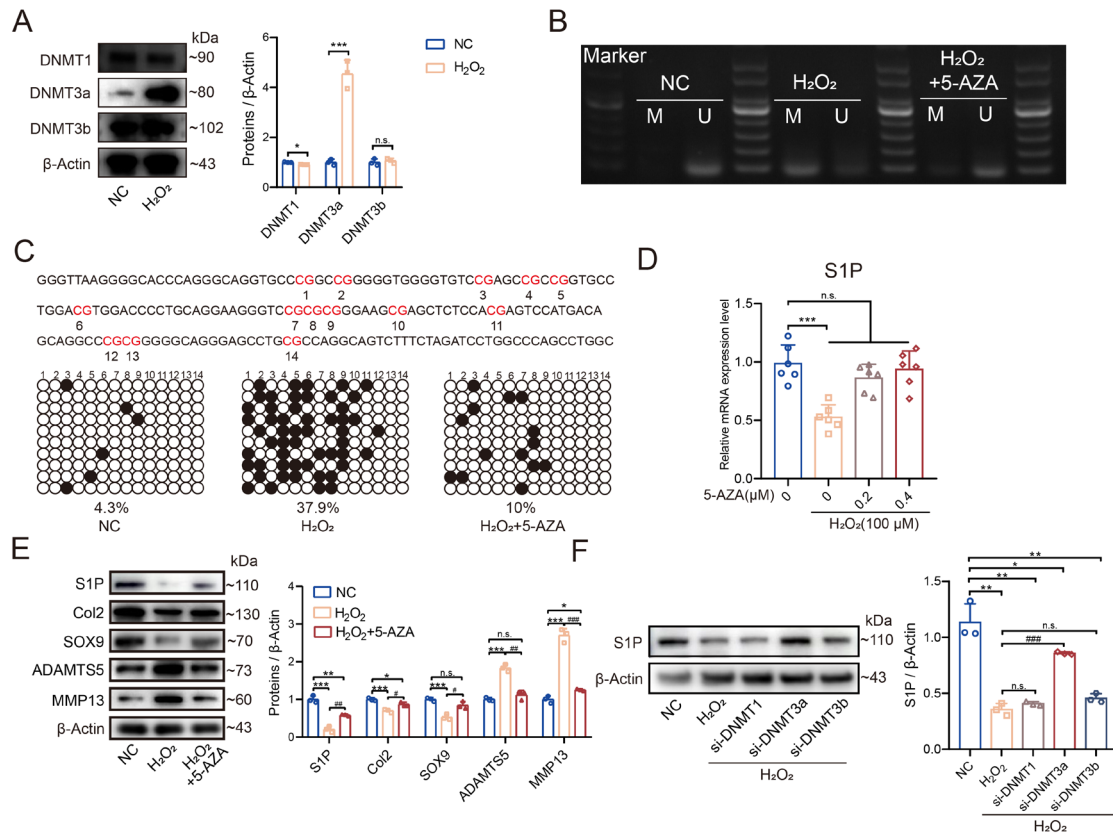 A
kDa
DNMT1
~90
DNMT3a
~80
DNMT3b
~102
β-Actin
~43
NC
H₂O₂
Proteins / β-Actin
6
4
2
0
***
*
n.s.
NC
H₂O₂
DNMT1
DNMT3a
DNMT3b
B
Marker
NC
H₂O₂
H₂O₂
+5-AZA
M U M U M U
C
GGGTTAAGGGGCACCCAGGGCAGGTGCCCGGCCGGGGGTGGGGTGTCCGAGCCGCCGGTGCC
1 2 3 4 5
TGGACGTGGACCCCTGCAGGAAGGGTCCGCGCGGGAAGCGAGCTCTCCACGAGTCCATGACA
6 7 8 9 10 11
GCAGGCCCGCGGGGGCAGGGAGCCTGCGCCAGGCAGTCTTTCTAGATCCTGGCCCAGCCTGGC
12 13 14
1 2 3 4 5 6 7 8 9 10 11 12 13 14
1 2 3 4 5 6 7 8 9 10 11 12 13 14
1 2 3 4 5 6 7 8 9 10 11 12 13 14
4.3%
NC
37.9%
H₂O₂
10%
H₂O₂+5-AZA
D
S1P
Relative mRNA expression level
1.5
1.0
0.5
0.0
n.s.
***
5-AZA(μM) 0 0 0.2 0.4
H₂O₂(100 μM)
E
kDa
S1P
~110
Col2
~130
SOX9
~70
ADAMTS5
~73
MMP13
~60
β-Actin
~43
NC
H₂O₂
H₂O₂
+5-AZA
Proteins / β-Actin
4
3
2
1
0
NC
H₂O₂
H₂O₂+5-AZA
**
***
##
*
***
#
n.s.
***
#
n.s.
***
##
*
***
###
S1P
Col2
SOX9
ADAMTS5
MMP13
F
kDa
S1P
~110
β-Actin
~43
NC
H₂O₂
si-DNMT1
si-DNMT3a
si-DNMT3b
H₂O₂
S1P / β-Actin
1.5
1.0
0.5
0.0
**
*
**
**
n.s.
###
n.s.
NC
H₂O₂
si-DNMT1
si-DNMT3a
si-DNMT3b
H₂O₂